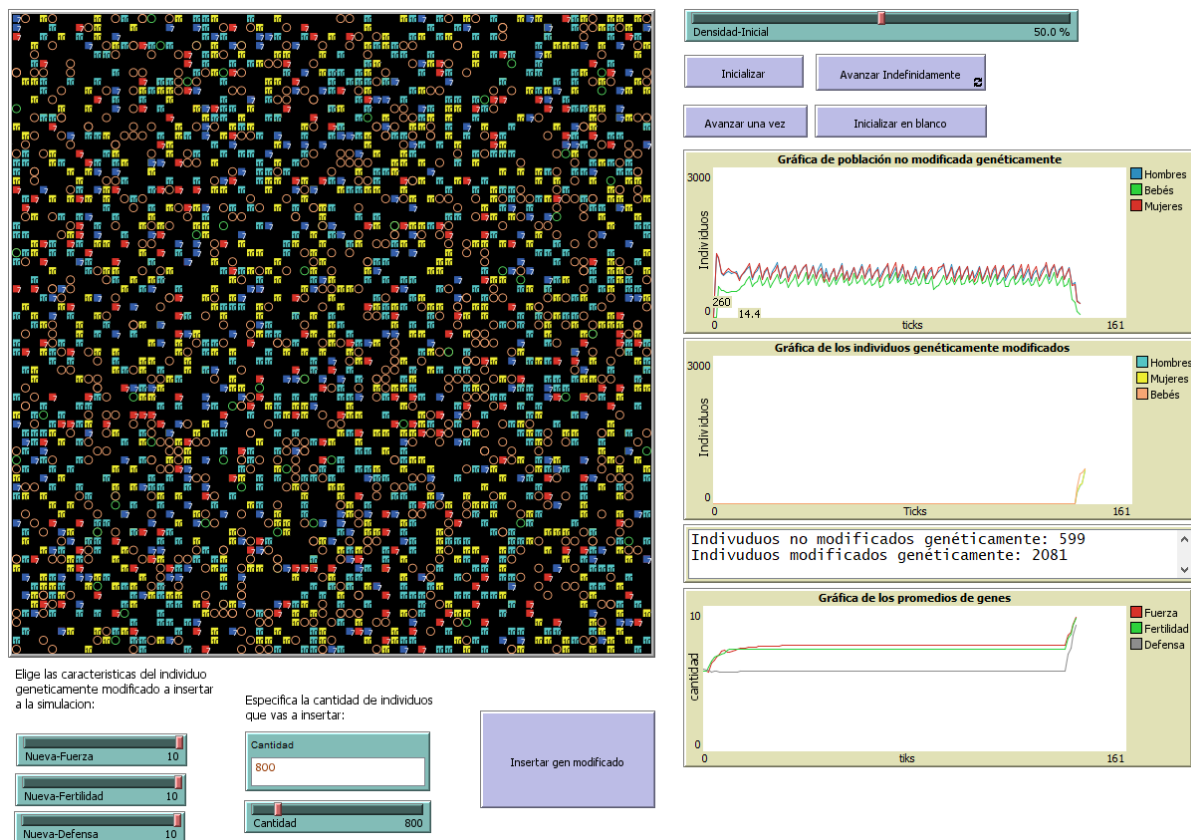 Densidad-Inicial 50.0 %
Inicializar
Avanzar Indefinidamente
Avanzar una vez
Inicializar en blanco
Gráfica de población no modificada genéticamente
3000
Individuos
0
260
14.4
0 ticks 161
Hombres
Bebés
Mujeres
Gráfica de los individuos genéticamente modificados
3000
Individuos
0
0 Ticks 161
Hombres
Mujeres
Bebés
Indivuduos no modificados genéticamente: 599
Indivuduos modificados genéticamente: 2081
Gráfica de los promedios de genes
10
cantidad
0
0 tiks 161
Fuerza
Fertilidad
Defensa
Elige las caracteristicas del individuo
geneticamente modificado a insertar
a la simulacion:
Nueva-Fuerza 10
Nueva-Fertilidad 10
Nueva-Defensa 10
Especifica la cantidad de individuos
que vas a insertar:
Cantidad
800
Cantidad 800
Insertar gen modificado